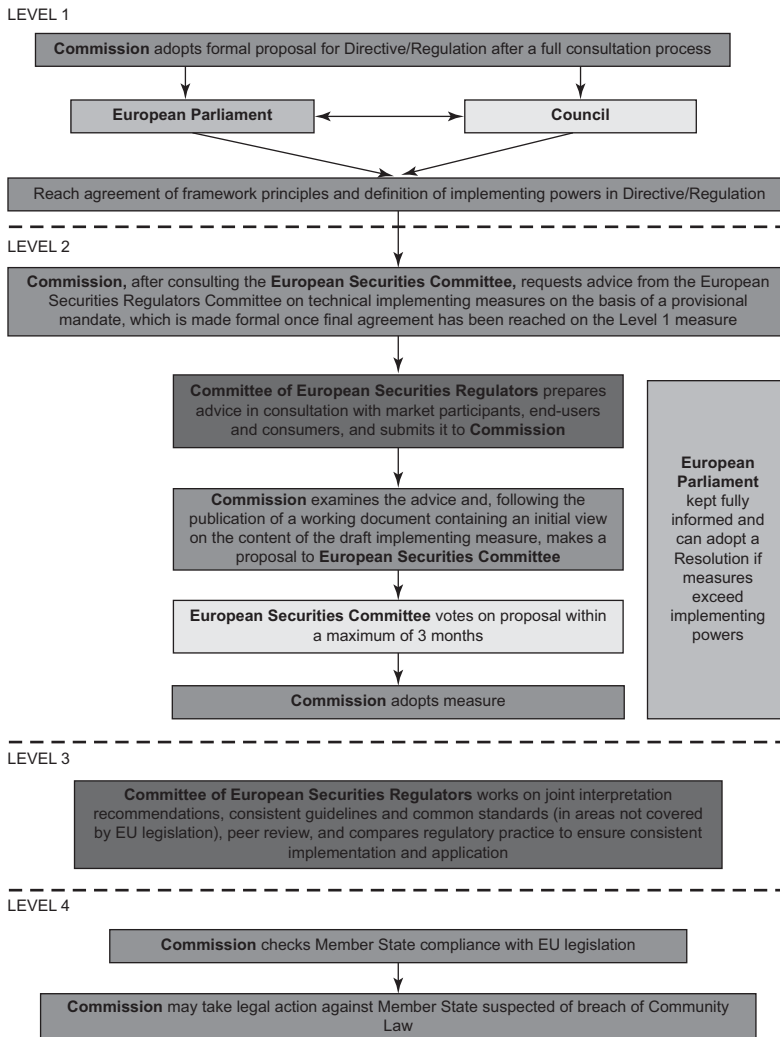 LEVEL 1
Commission adopts formal proposal for Directive/Regulation after a full consultation process
European Parliament
Council
Reach agreement of framework principles and definition of implementing powers in Directive/Regulation
LEVEL 2
Commission, after consulting the European Securities Committee, requests advice from the European
Securities Regulators Committee on technical implementing measures on the basis of a provisional
mandate, which is made formal once final agreement has been reached on the Level 1 measure
Committee of European Securities Regulators prepares
advice in consultation with market participants, end-users
and consumers, and submits it to Commission
Commission examines the advice and, following the
publication of a working document containing an initial view
on the content of the draft implementing measure, makes a
proposal to European Securities Committee
European Securities Committee votes on proposal within
a maximum of 3 months
Commission adopts measure
European
Parliament
kept fully
informed and
can adopt a
Resolution if
measures
exceed
implementing
powers
LEVEL 3
Committee of European Securities Regulators works on joint interpretation
recommendations, consistent guidelines and common standards (in areas not covered
by EU legislation), peer review, and compares regulatory practice to ensure consistent
implementation and application
LEVEL 4
Commission checks Member State compliance with EU legislation
Commission may take legal action against Member State suspected of breach of Community
Law